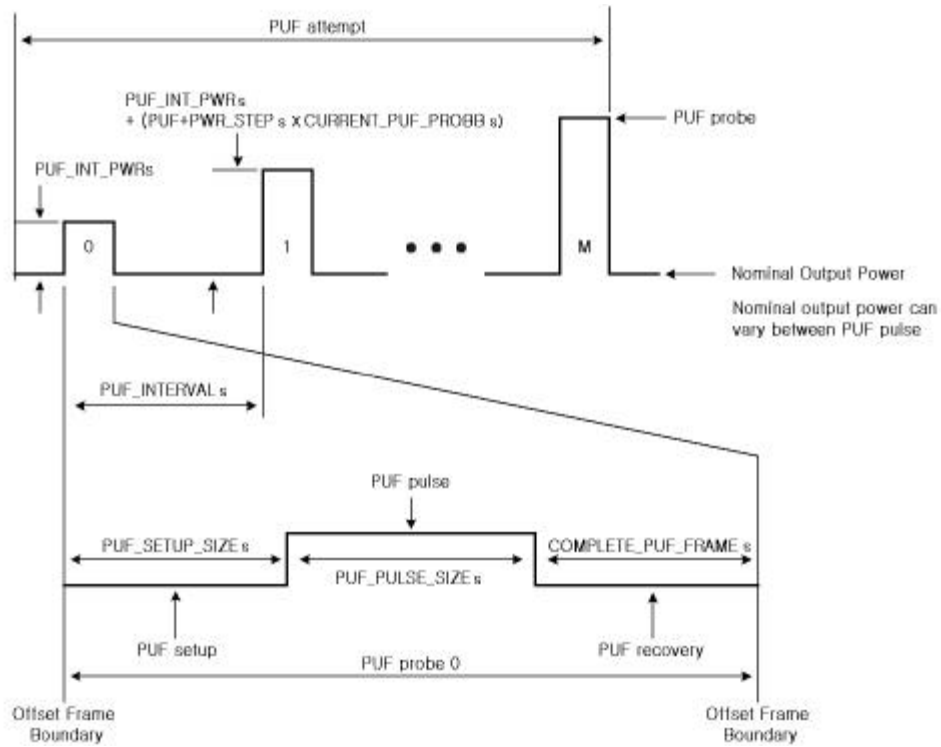 PUF attempt
PUF_INT_PWRs
+ (PUF+PWR_STEP s X CURRENT_PUF_PROBB s)
PUF probe
PUF_INT_PWRs
0
1
M
Nominal Output Power
Nominal output power can
vary between PUF pulse
PUF_INTERVAL s
PUF pulse
PUF_SETUP_SIZE s
PUF_PULSE_SIZE s
COMPLETE_PUF_FRAME s
PUF setup
PUF recovery
PUF probe 0
Offset Frame
Boundary
Offset Frame
Boundary